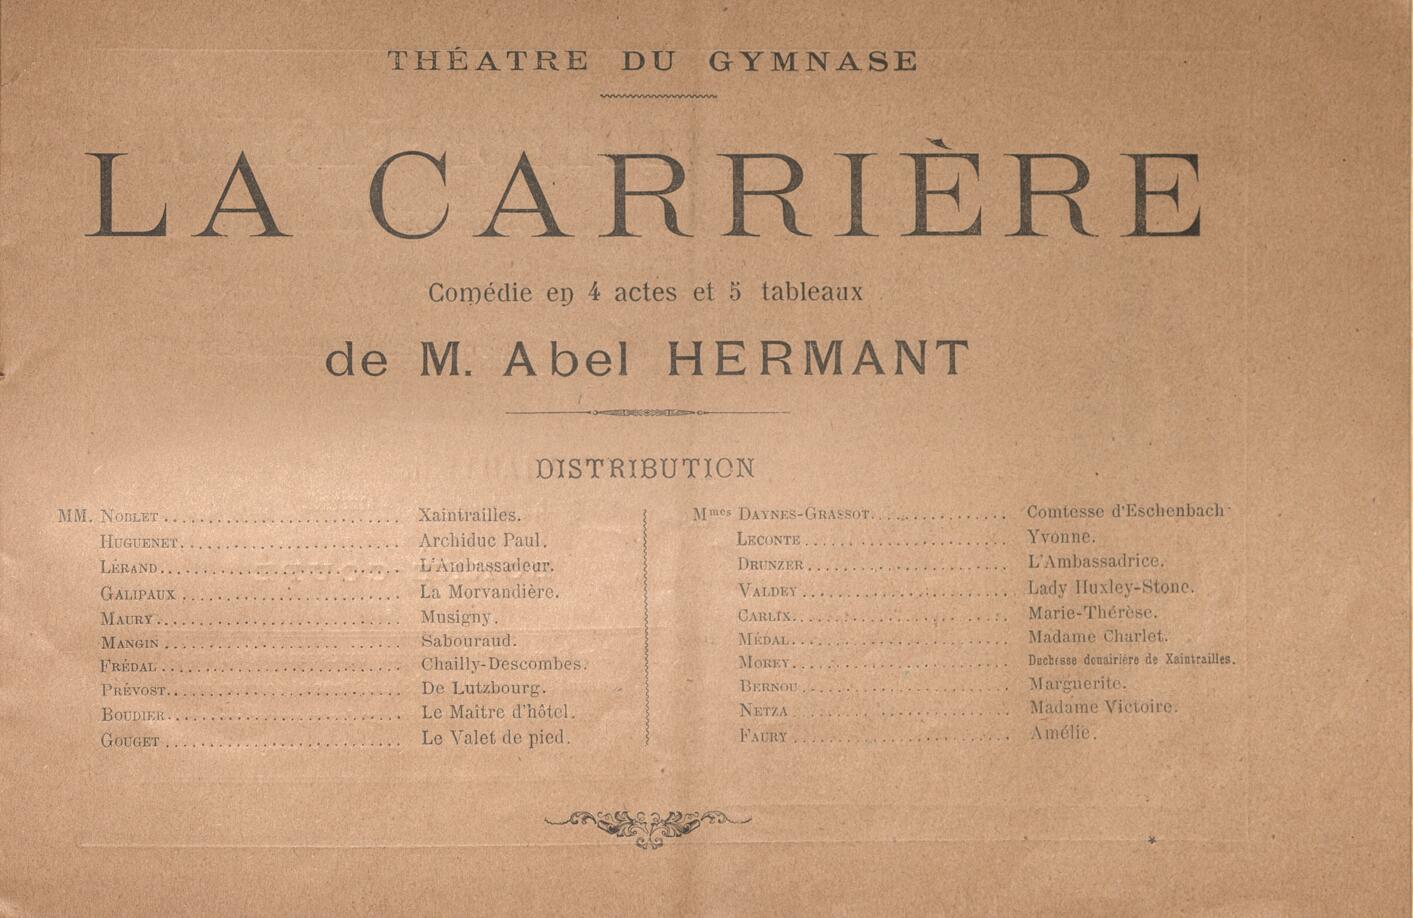 THÉATRE DU GYMNASE
LA CARRIÈRE
Comédie en 4 actes et 5 tableaux
de M. Abel HERMANT
DISTRIBUTION
MM. NOBLET ........................ Xaintrailles.
HUGUENET ........................ Archiduc Paul.
LÉRAND ........................ L'Ambassadeur.
GALIPAUX ........................ La Morvandière.
MAURY ........................ Musigny.
MANGIN ........................ Sabouraud.
FRÉDAL ........................ Chailly-Descombes.
PRÉVOST ........................ De Lutzbourg.
BOUDIER ........................ Le Maitre d'hôtel.
GOUGET ........................ Le Valet de pied.
Mmes DAYNES-GRASSOT ............... Comtesse d'Eschenbach
LECONTE ........................ Yvonne.
DRUNZER ........................ L'Ambassadrice.
VALDEY ........................ Lady Huxley-Stone.
CARLIX ........................ Marie-Thérèse.
MÉDAL ........................ Madame Charlet.
MOREY ........................ Duchesse douairière de Xaintrailles.
BERNOU ........................ Marguerite.
NETZA ........................ Madame Victoire.
FAURY ........................ Amélie.